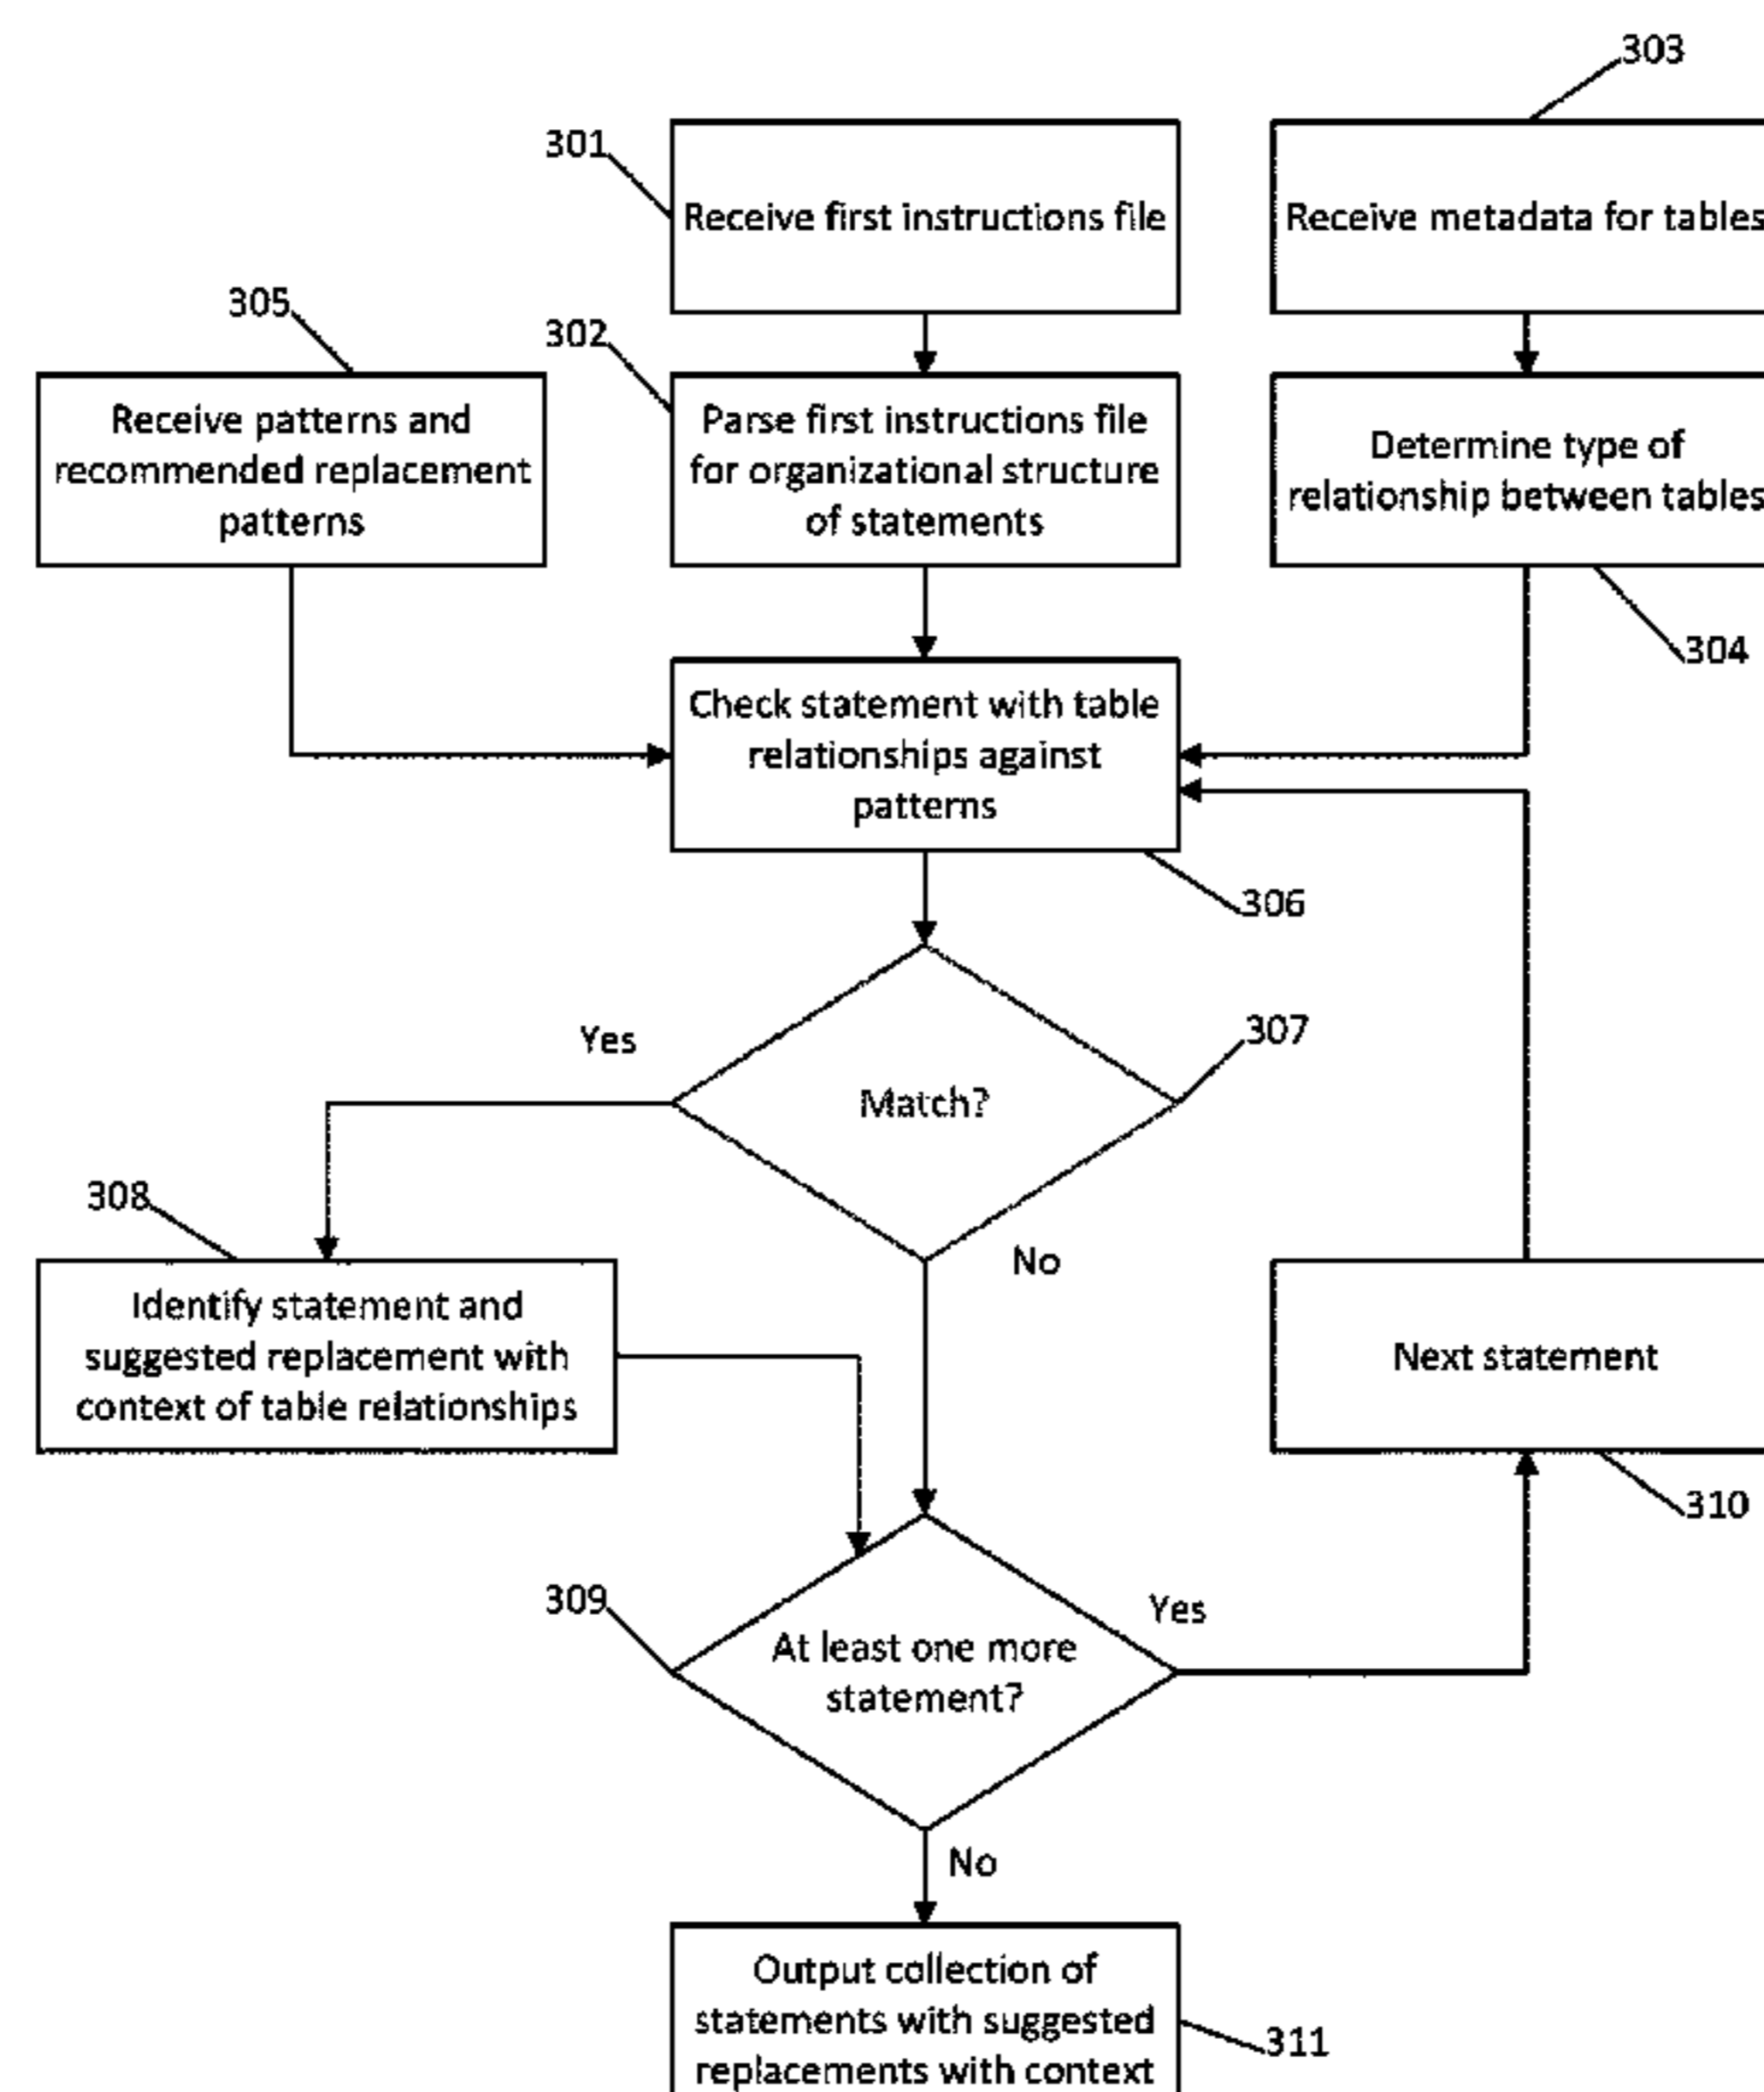 303
301
Receive first instructions file
Receive metadata for tables
305
302
Receive patterns and
recommended replacement
patterns
Parse first instructions file
for organizational structure
of statements
Determine type of
relationship between tables
304
Check statement with table
relationships against
patterns
306
Yes
307
Match?
308
No
Identify statement and
suggested replacement with
context of table relationships
Next statement
310
309
Yes
At least one more
statement?
No
Output collection of
statements with suggested
replacements with context
311